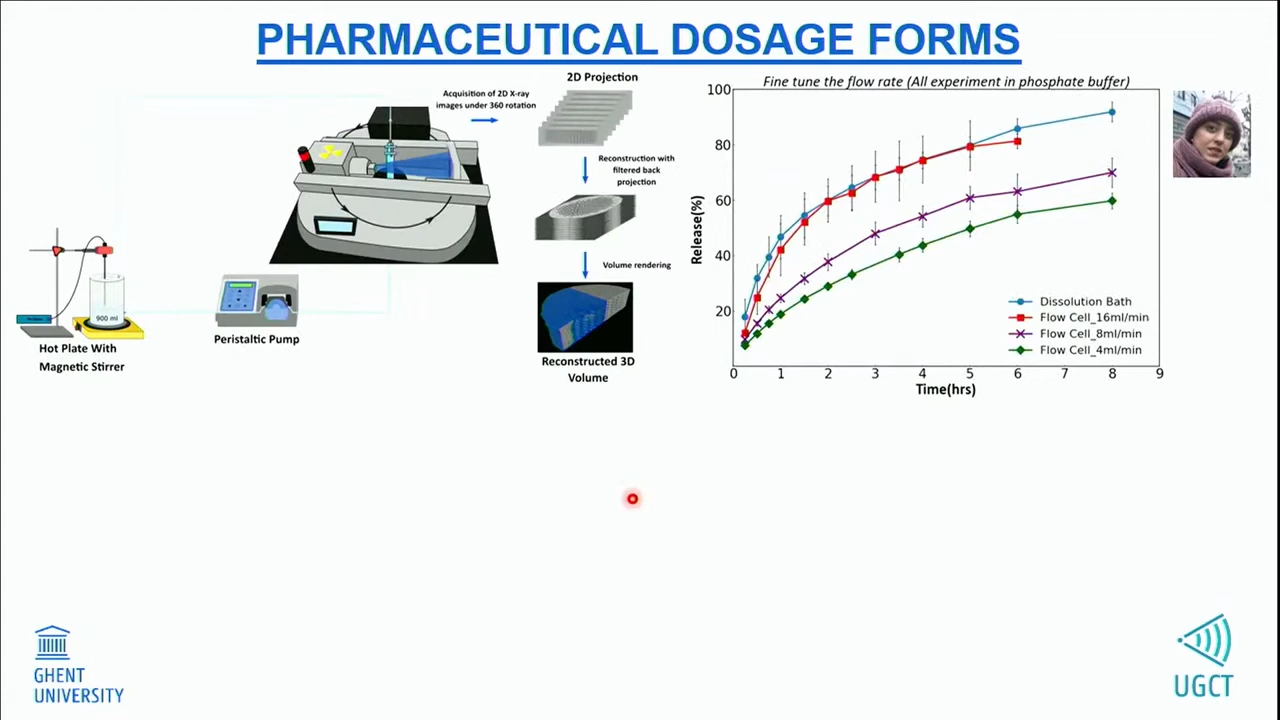 PHARMACEUTICAL DOSAGE FORMS
Acquisition of 2D X-ray
images under 360 rotation
2D Projection
Reconstruction with
filtered back
projection
Volume rendering
Reconstructed 3D
Volume
900 ml
Hot Plate With
Magnetic Stirrer
Peristaltic Pump
Fine tune the flow rate (All experiment in phosphate buffer)
Release(%)
100
80
60
40
20
0 1 2 3 4 5 6 7 8 9
Time(hrs)
Dissolution Bath
Flow Cell_16ml/min
Flow Cell_8ml/min
Flow Cell_4ml/min
GHENT
UNIVERSITY
UGCT